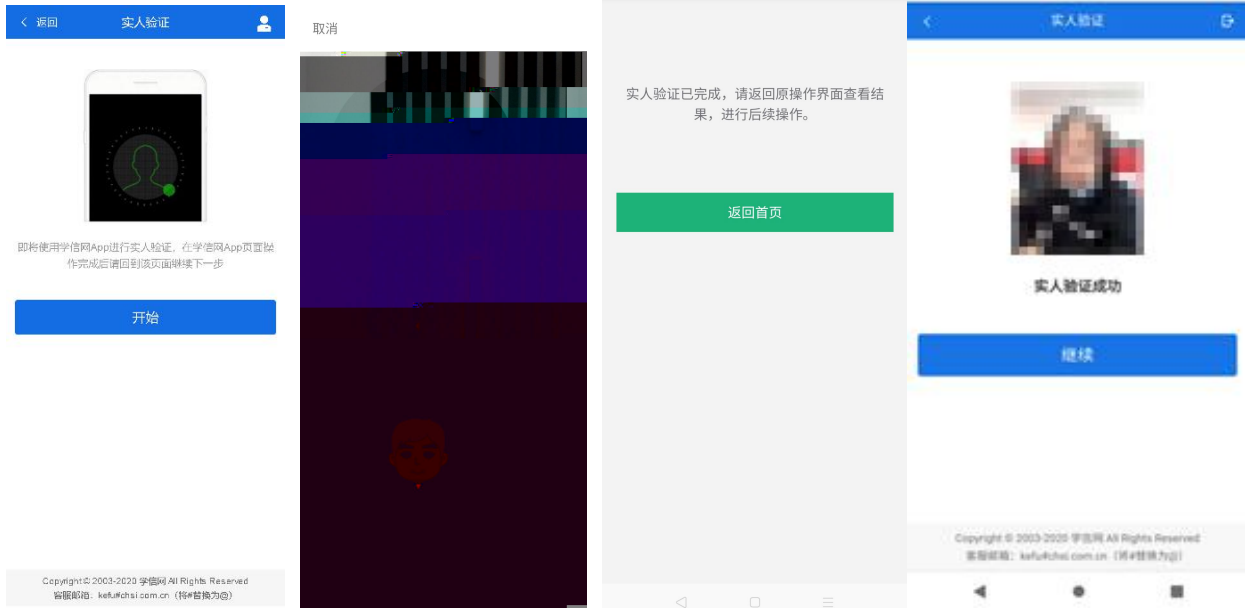 返回
实人验证
即将使用学信网App进行实人验证，在学信网App页面操
作完成后请回到该页面继续下一步
开始
Copyright© 2003-2020 学信网 All Rights Reserved
客服邮箱：kefu#chsi.com.cn（将#替换为@）
取消
实人验证已完成，请返回原操作界面查看结
果，进行后续操作。
返回首页
实人验证
实人验证成功
继续
Copyright © 2003-2020 学信网 All Rights Reserved
客服邮箱：kefu#chsi.com.cn（将#替换为@）